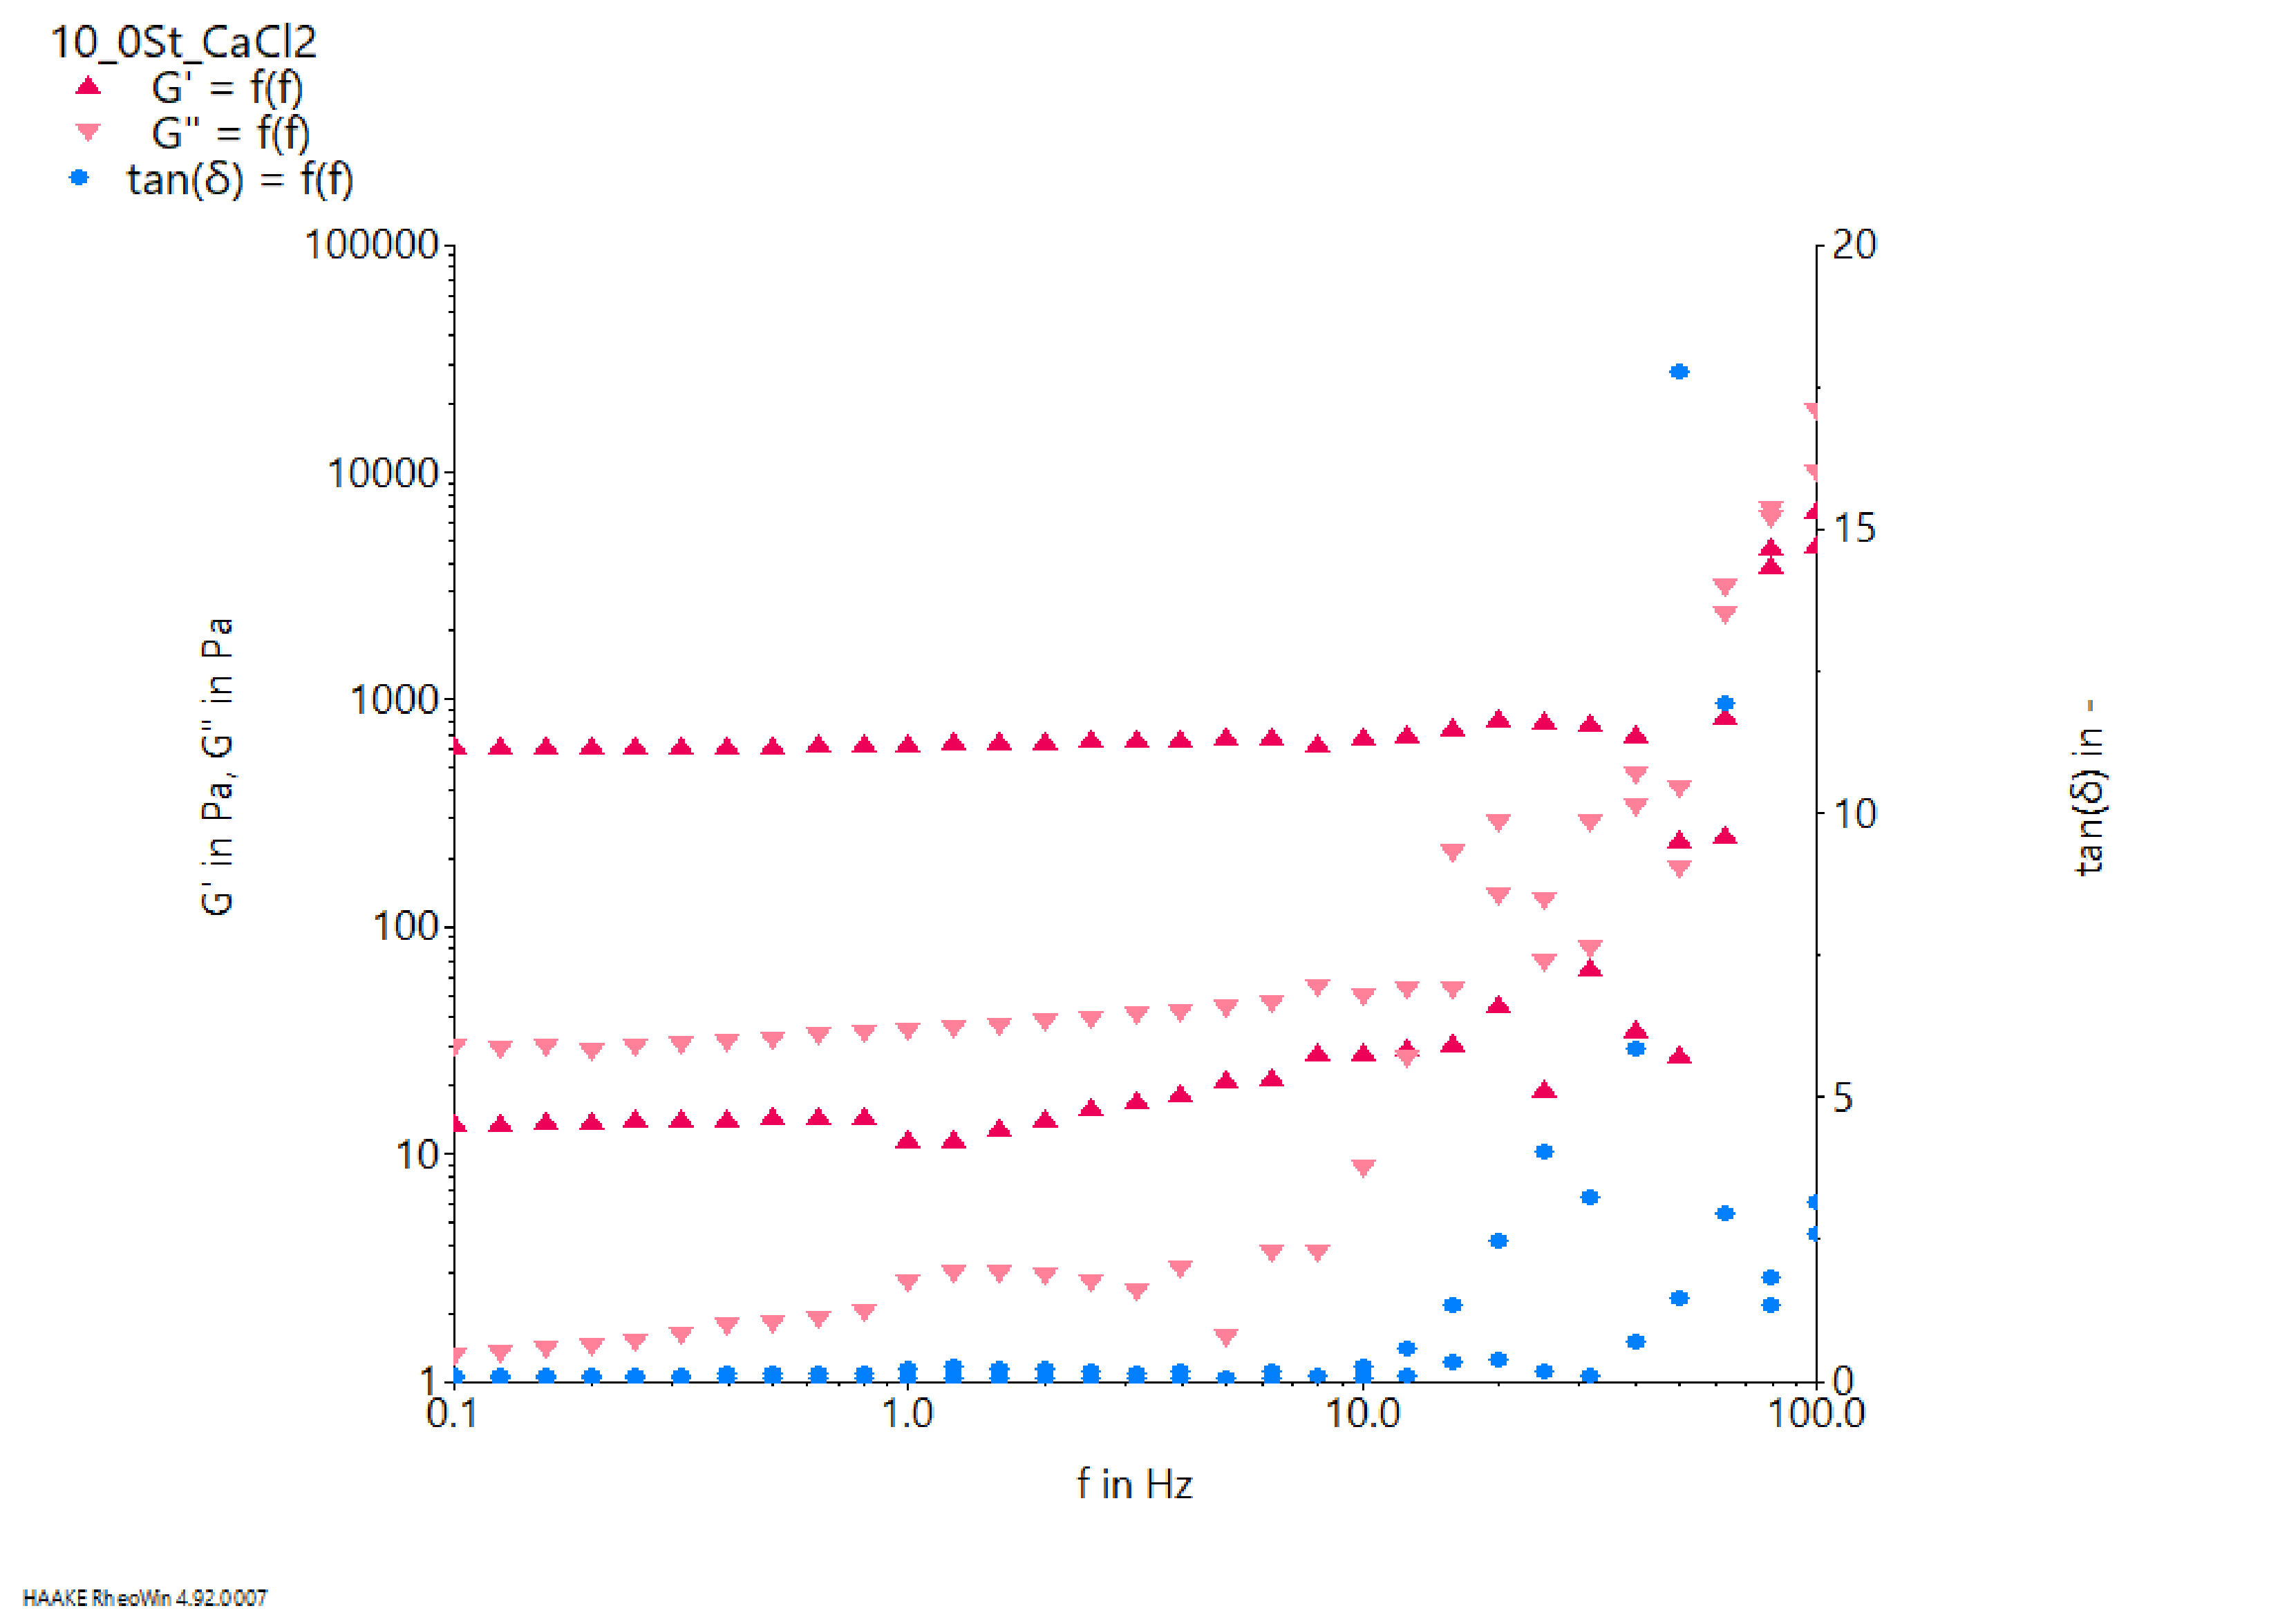 10_0St_CaCl2
G' = f(f)
G" = f(f)
tan(δ) = f(f)
100000
10000
1000
100
10
1
G' in Pa, G" in Pa
20
15
10
5
0
tan(δ) in -
0.1
1.0
10.0
100.0
f in Hz
HAAKE RheoWin 4.92.0007